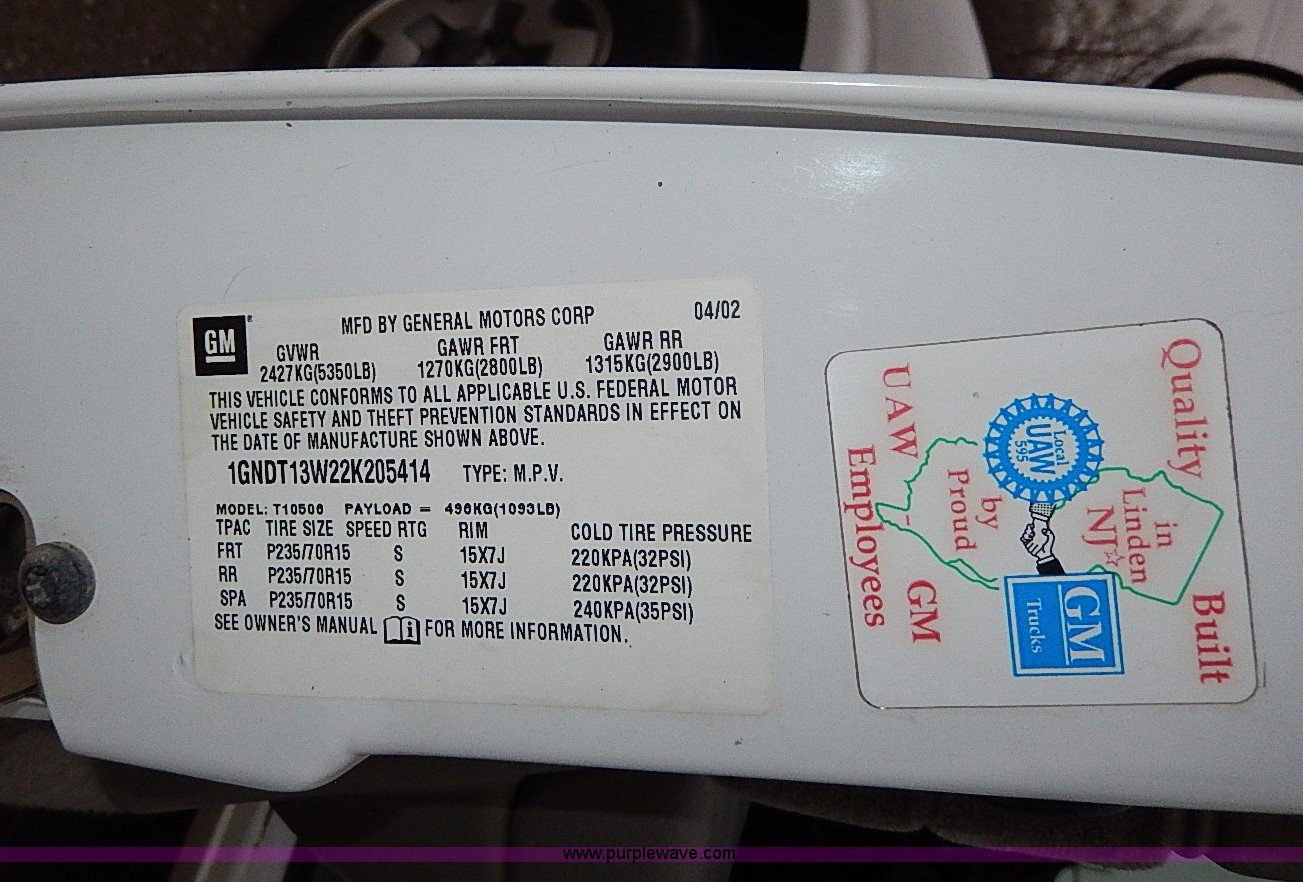 GM
MFD BY GENERAL MOTORS CORP 04/02
GVWR GAWR FRT GAWR RR
2427KG(5350LB) 1270KG(2800LB) 1315KG(2900LB)
THIS VEHICLE CONFORMS TO ALL APPLICABLE U.S. FEDERAL MOTOR
VEHICLE SAFETY AND THEFT PREVENTION STANDARDS IN EFFECT ON
THE DATE OF MANUFACTURE SHOWN ABOVE.
1GNDT13W22K205414 TYPE: M.P.V.
MODEL: T10506 PAYLOAD = 496KG(1093LB)
TPAC TIRE SIZE SPEED RTG RIM COLD TIRE PRESSURE
FRT P235/70R15 S 15X7J 220KPA(32PSI)
RR P235/70R15 S 15X7J 220KPA(32PSI)
SPA P235/70R15 S 15X7J 240KPA(35PSI)
SEE OWNER'S MANUAL FOR MORE INFORMATION.
Quality Built
in
Linden
NJ
Local
UAW
595
GM
Trucks
by
Proud
UAW - GM
Employees
www.purplewave.com